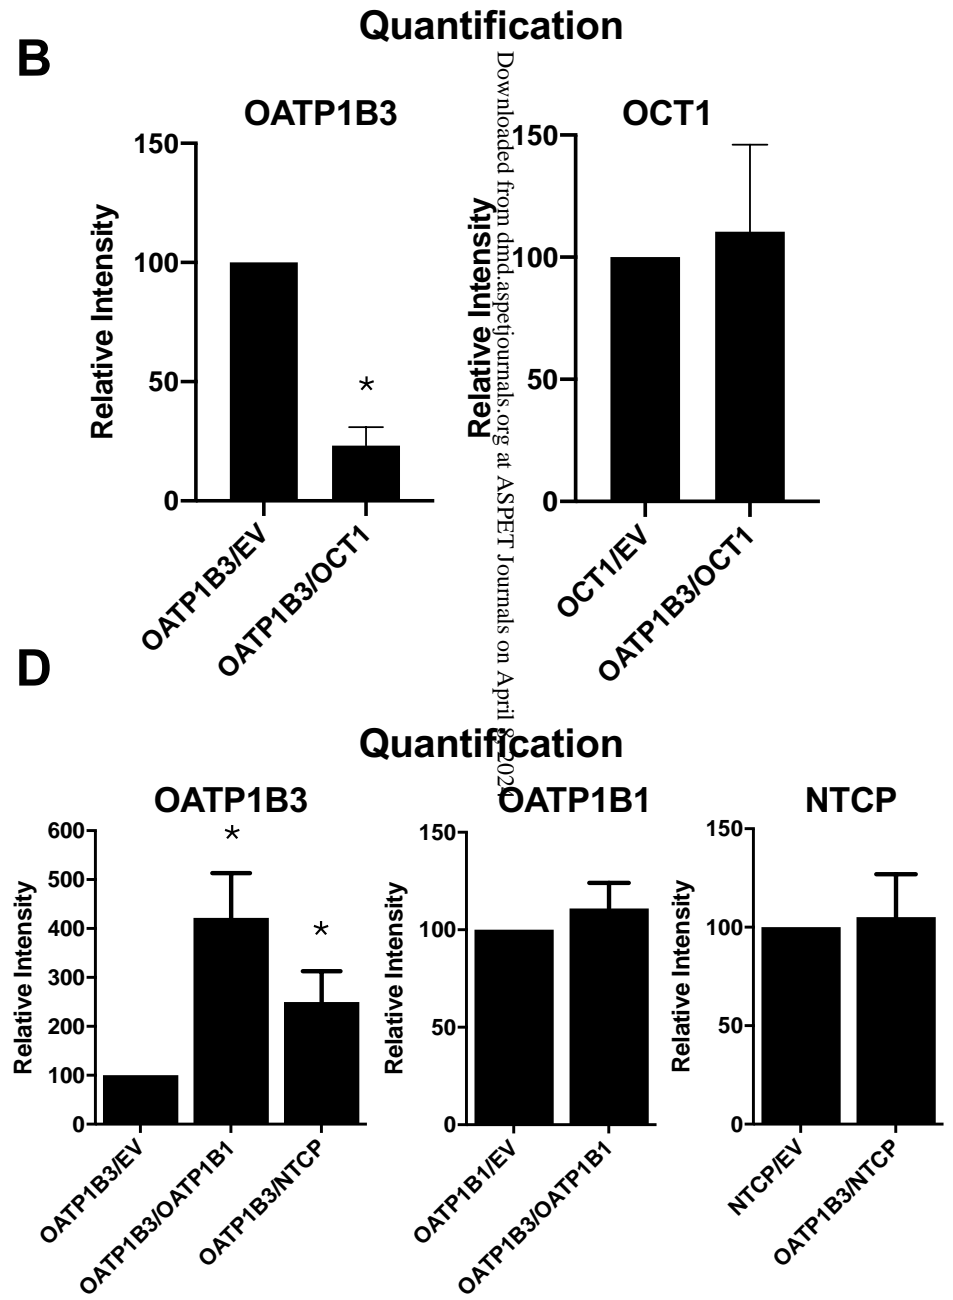 Quantification
B
OATP1B3
OCT1
150
100
50
0
Relative Intensity
*
OATP1B3/EV
OATP1B3/OCT1
150
100
50
0
Relative Intensity
OCT1/EV
OATP1B3/OCT1
Downloaded from dmd.aspetjournals.org at ASPET Journals on April 8, 202
D
Quantification
OATP1B3
OATP1B1
NTCP
600
500
400
300
200
100
0
Relative Intensity
*
*
OATP1B3/EV
OATP1B3/OATP1B1
OATP1B3/NTCP
150
100
50
0
Relative Intensity
OATP1B1/EV
OATP1B3/OATP1B1
150
100
50
0
Relative Intensity
NTCP/EV
OATP1B3/NTCP